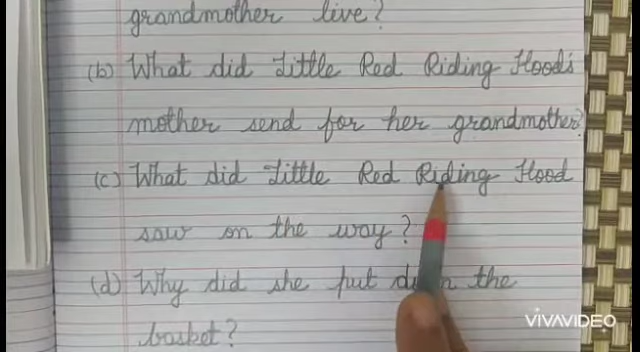 grandmother live?
(b) What did Little Red Riding Hood's
mother send for her grandmother?
(c) What did Little Red Riding Hood
saw on the way?
(d) Why did she put down the
basket?
VIVAVIDEO